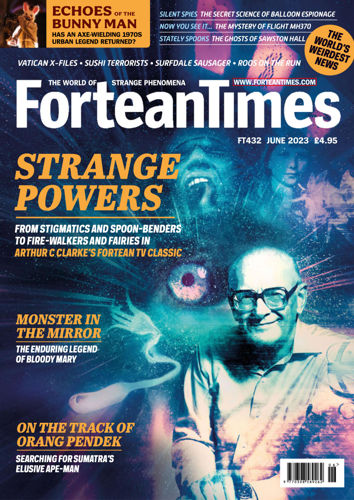 ECHOES OF THE
BUNNY MAN
HAS AN AXE-WIELDING 1970S
URBAN LEGEND RETURNED?
SILENT SPIES THE SECRET SCIENCE OF BALLOON ESPIONAGE
NOW YOU SEE IT... THE MYSTERY OF FLIGHT MH370
STATELY SPOOKS THE GHOSTS OF SAWSTON HALL
THE
WORLD'S
WEIRDEST
NEWS
VATICAN X-FILES • SUSHI TERRORISTS • SURFDALE SAUSAGER • ROOS ON THE RUN
THE WORLD OF STRANGE PHENOMENA
WWW.FORTEANTIMES.COM
ForteanTimes
FT432 JUNE 2023 £4.95
STRANGE
POWERS
FROM STIGMATICS AND SPOON-BENDERS
TO FIRE-WALKERS AND FAIRIES IN
ARTHUR C CLARKE'S FORTEAN TV CLASSIC
MONSTER IN
THE MIRROR
THE ENDURING LEGEND
OF BLOODY MARY
ON THE TRACK OF
ORANG PENDEK
SEARCHING FOR SUMATRA'S
ELUSIVE APE-MAN